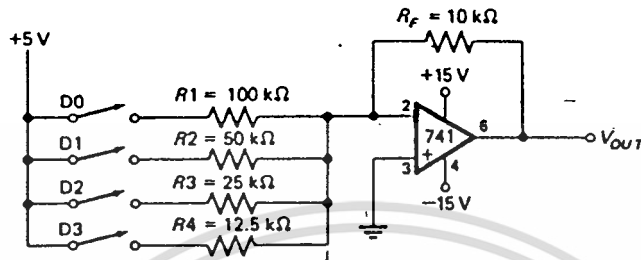 R_F = 10 kΩ
+5 V
+15 V
D0
R1 = 100 kΩ
2
741
6
V_OUT
D1
R2 = 50 kΩ
+
3
4
D2
R3 = 25 kΩ
-15 V
D3
R4 = 12.5 kΩ